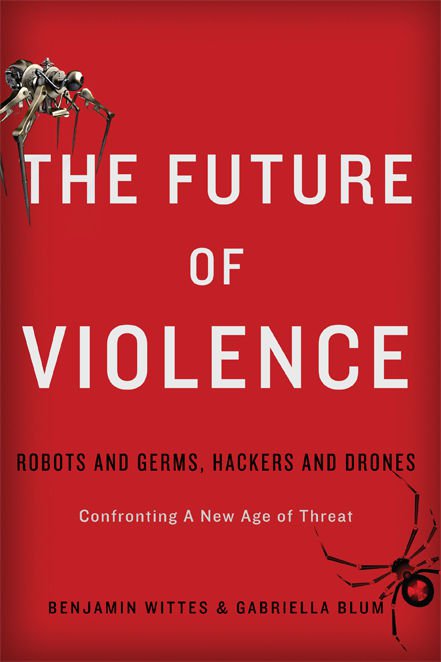 THE FUTURE
OF
VIOLENCE
ROBOTS AND GERMS, HACKERS AND DRONES
Confronting A New Age of Threat
BENJAMIN WITTES & GABRIELLA BLUM